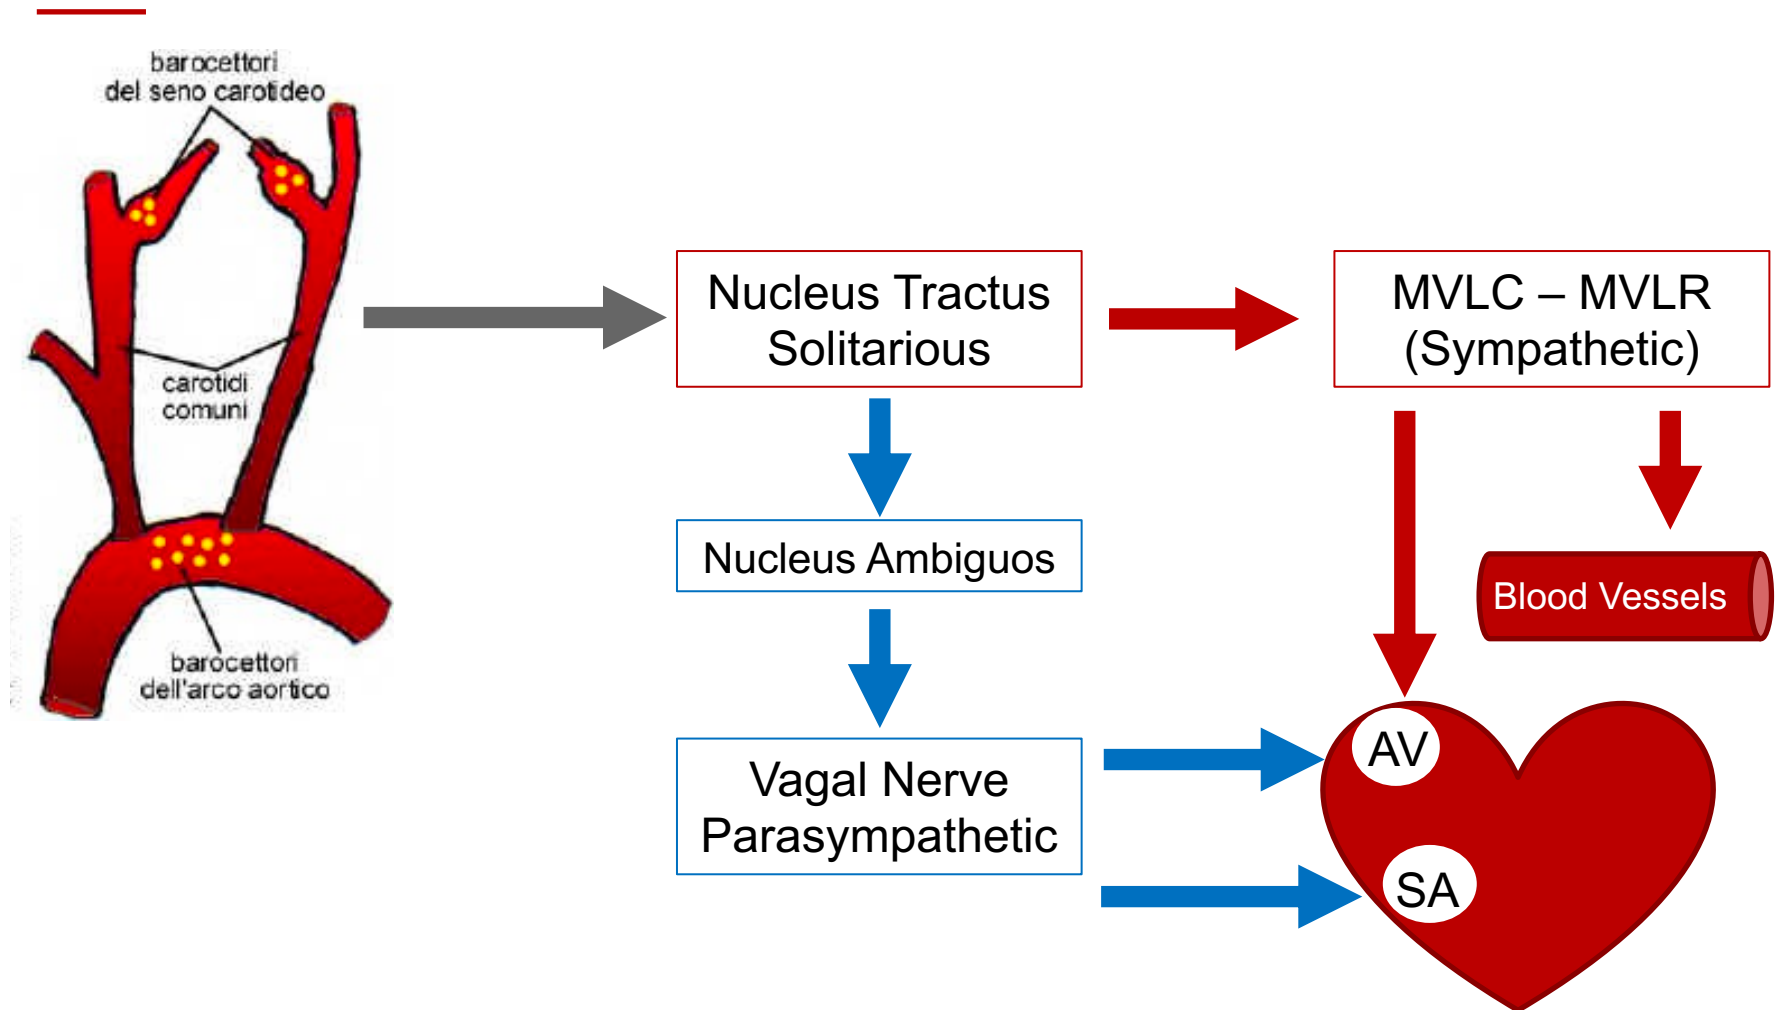 barocettori
del seno carotideo
carotidi
comuni
barocettori
dell'arco aortico
Nucleus Tractus
Solitarious
MVLC – MVLR
(Sympathetic)
Nucleus Ambiguos
Blood Vessels
Vagal Nerve
Parasympathetic
AV
SA